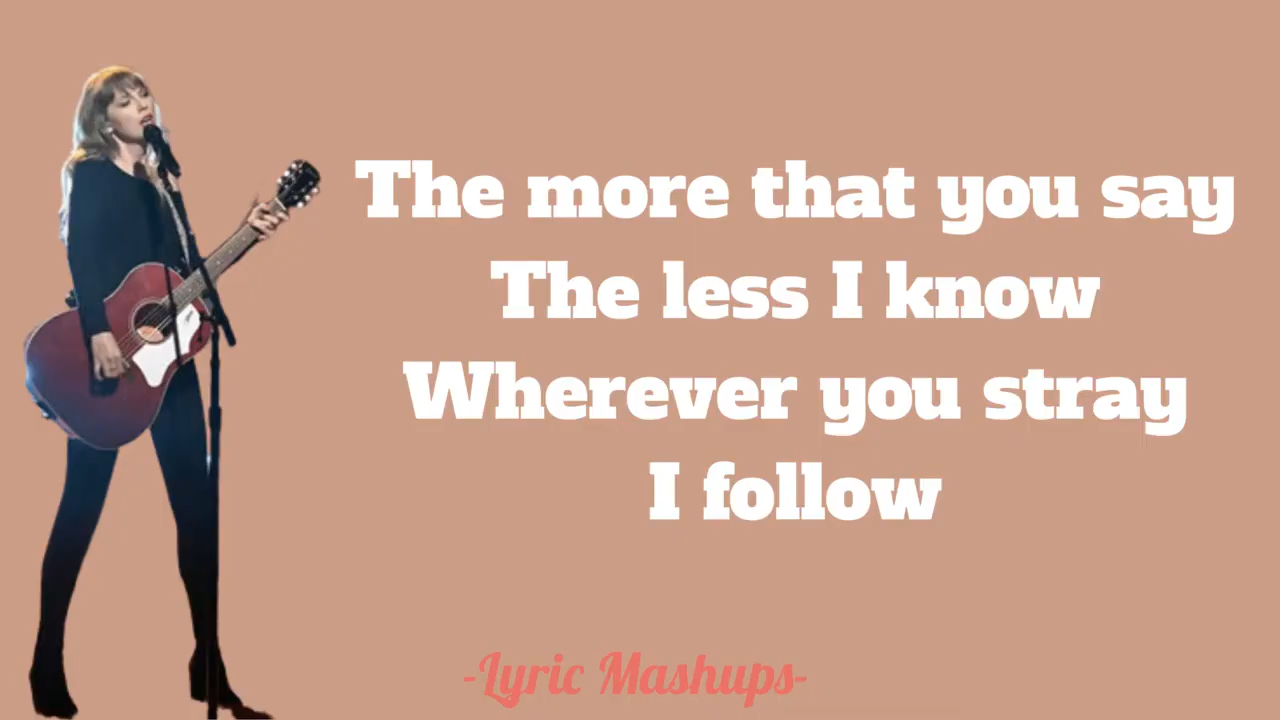 The more that you say
The less I know
Wherever you stray
I follow
-Lyric Mashups-